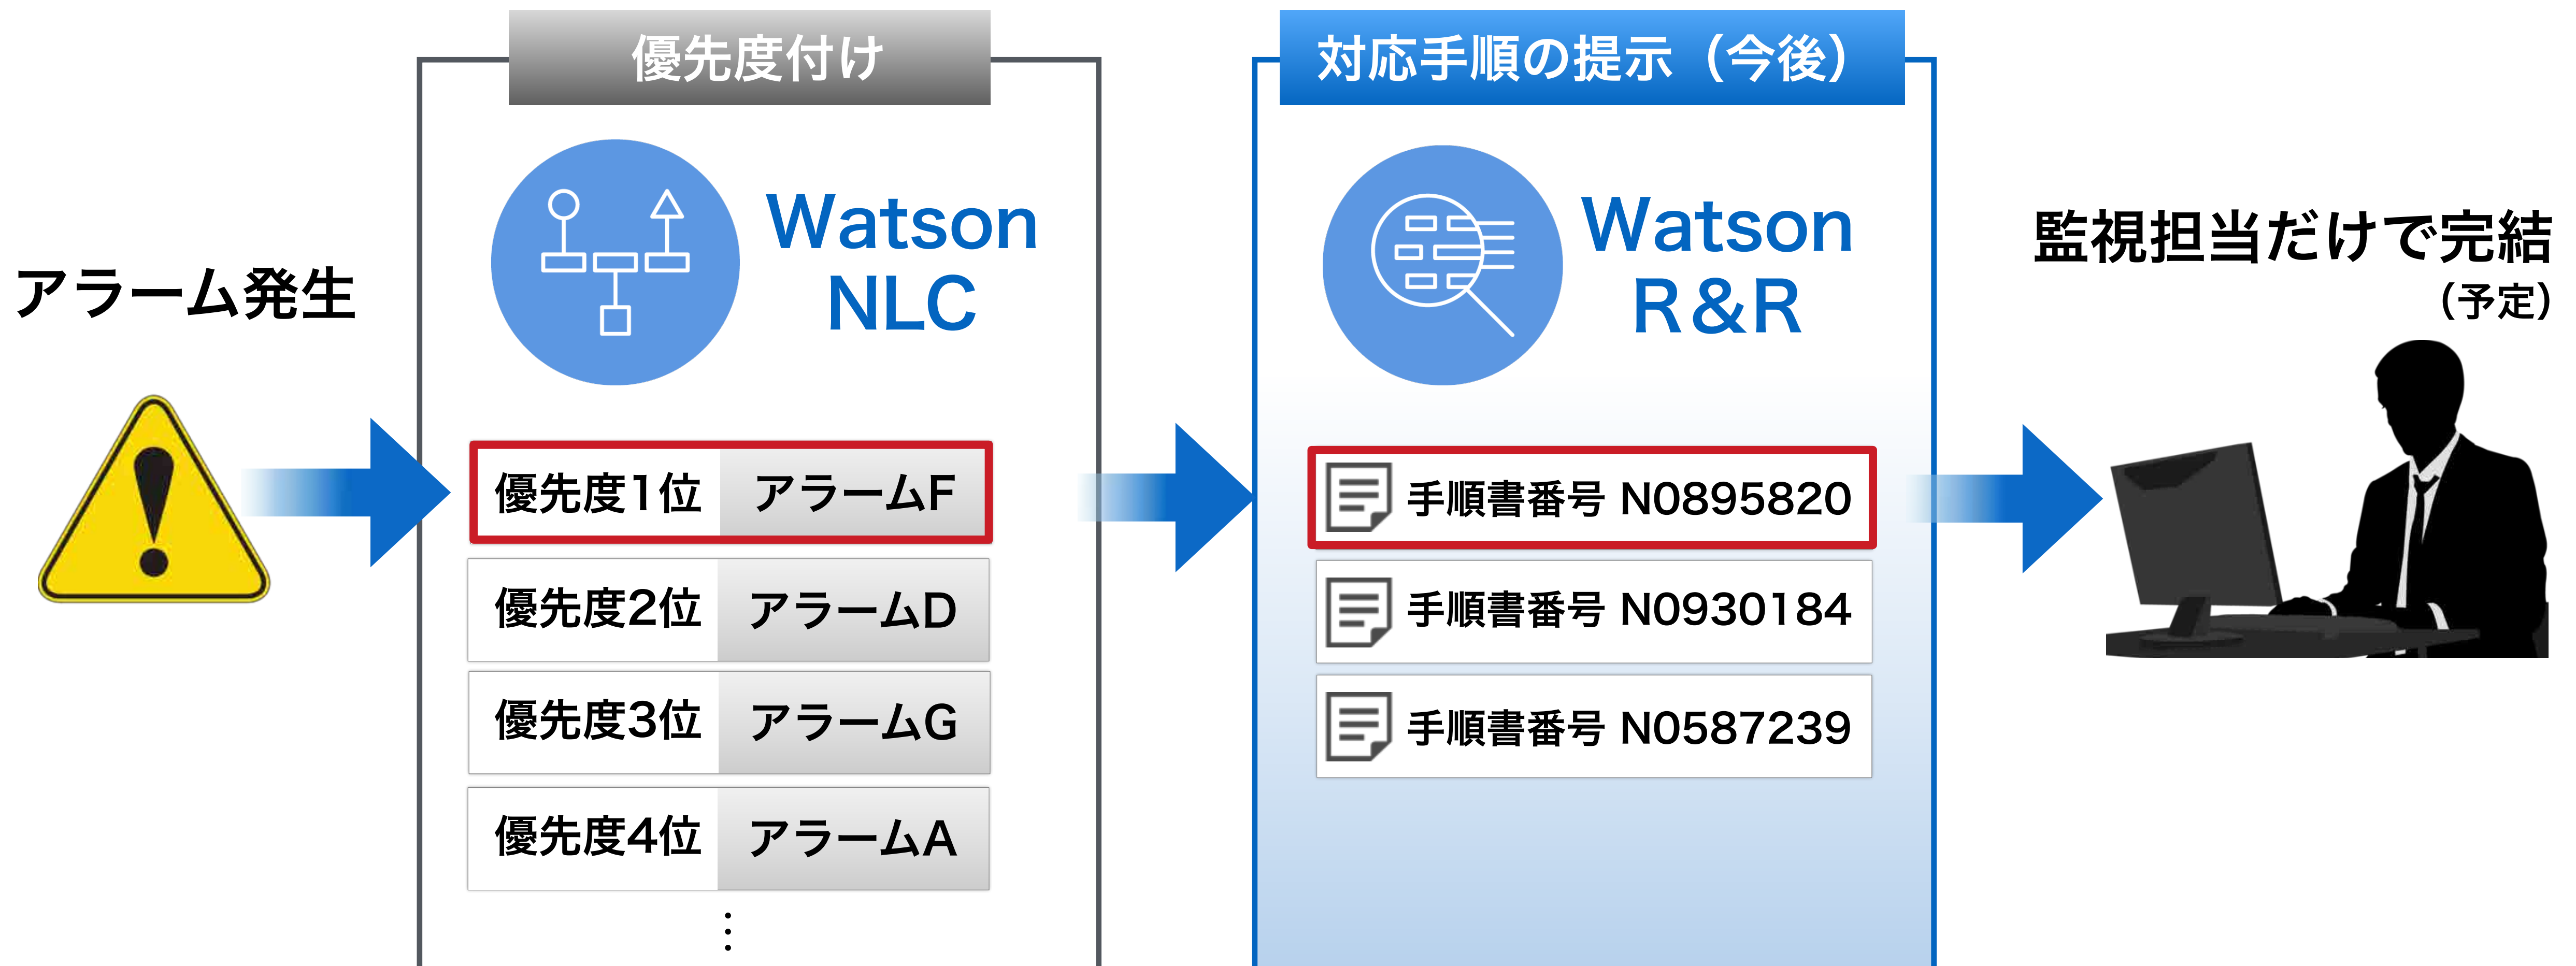 優先度付け
対応手順の提示（今後）
アラーム発生
Watson
NLC
Watson
R&R
監視担当だけで完結
（予定）
優先度1位 アラームF
優先度2位 アラームD
優先度3位 アラームG
優先度4位 アラームA
⋮
手順書番号 N0895820
手順書番号 N0930184
手順書番号 N0587239